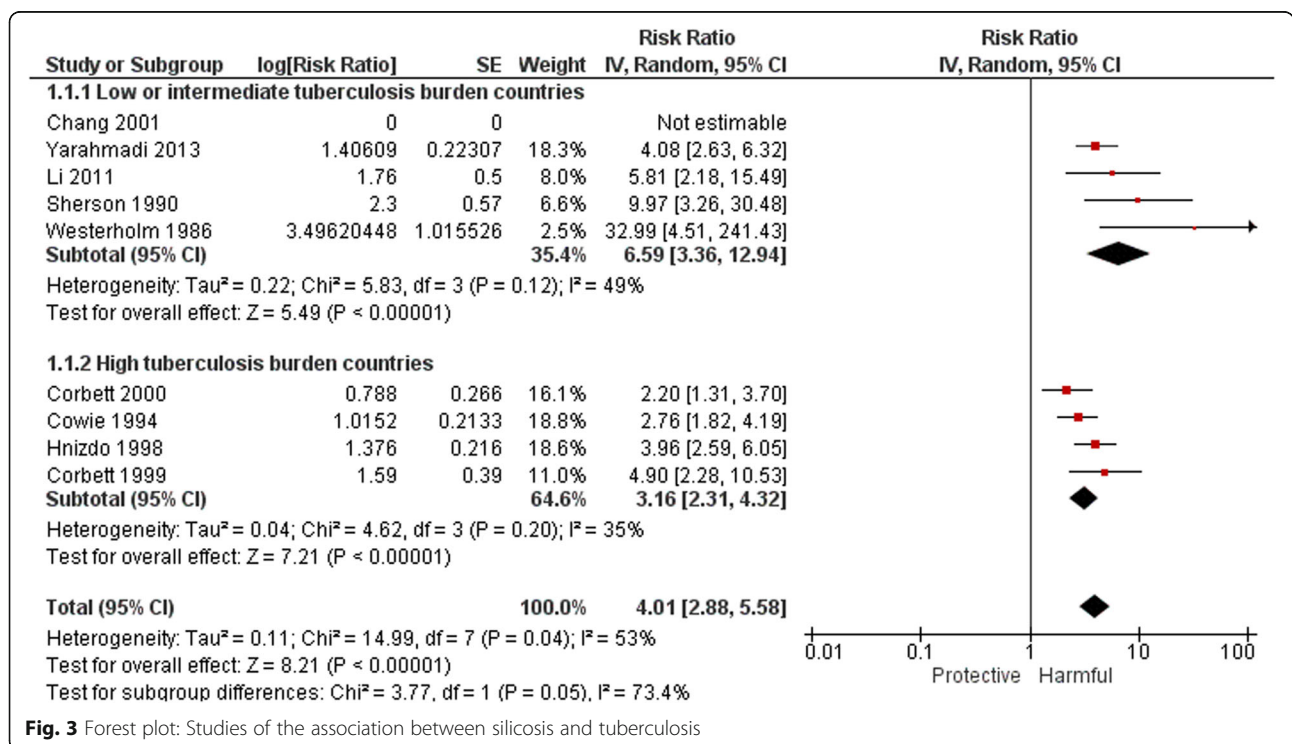 Risk Ratio Risk Ratio
Study or Subgroup log[Risk Ratio] SE Weight IV, Random, 95% CI IV, Random, 95% CI
1.1.1 Low or intermediate tuberculosis burden countries
Chang 2001 0 0 Not estimable
Yarahmadi 2013 1.40609 0.22307 18.3% 4.08 [2.63, 6.32]
Li 2011 1.76 0.5 8.0% 5.81 [2.18, 15.49]
Sherson 1990 2.3 0.57 6.6% 9.97 [3.26, 30.48]
Westerholm 1986 3.49620448 1.015526 2.5% 32.99 [4.51, 241.43]
Subtotal (95% CI) 35.4% 6.59 [3.36, 12.94]
Heterogeneity: Tau² = 0.22; Chi² = 5.83, df = 3 (P = 0.12); I² = 49%
Test for overall effect: Z = 5.49 (P < 0.00001)
1.1.2 High tuberculosis burden countries
Corbett 2000 0.788 0.266 16.1% 2.20 [1.31, 3.70]
Cowie 1994 1.0152 0.2133 18.8% 2.76 [1.82, 4.19]
Hnizdo 1998 1.376 0.216 18.6% 3.96 [2.59, 6.05]
Corbett 1999 1.59 0.39 11.0% 4.90 [2.28, 10.53]
Subtotal (95% CI) 64.6% 3.16 [2.31, 4.32]
Heterogeneity: Tau² = 0.04; Chi² = 4.62, df = 3 (P = 0.20); I² = 35%
Test for overall effect: Z = 7.21 (P < 0.00001)
Total (95% CI) 100.0% 4.01 [2.88, 5.58]
Heterogeneity: Tau² = 0.11; Chi² = 14.99, df = 7 (P = 0.04); I² = 53%
Test for overall effect: Z = 8.21 (P < 0.00001)
Test for subgroup differences: Chi² = 3.77, df = 1 (P = 0.05), I² = 73.4%
0.01 0.1 1 10 100
Protective Harmful
Fig. 3 Forest plot: Studies of the association between silicosis and tuberculosis